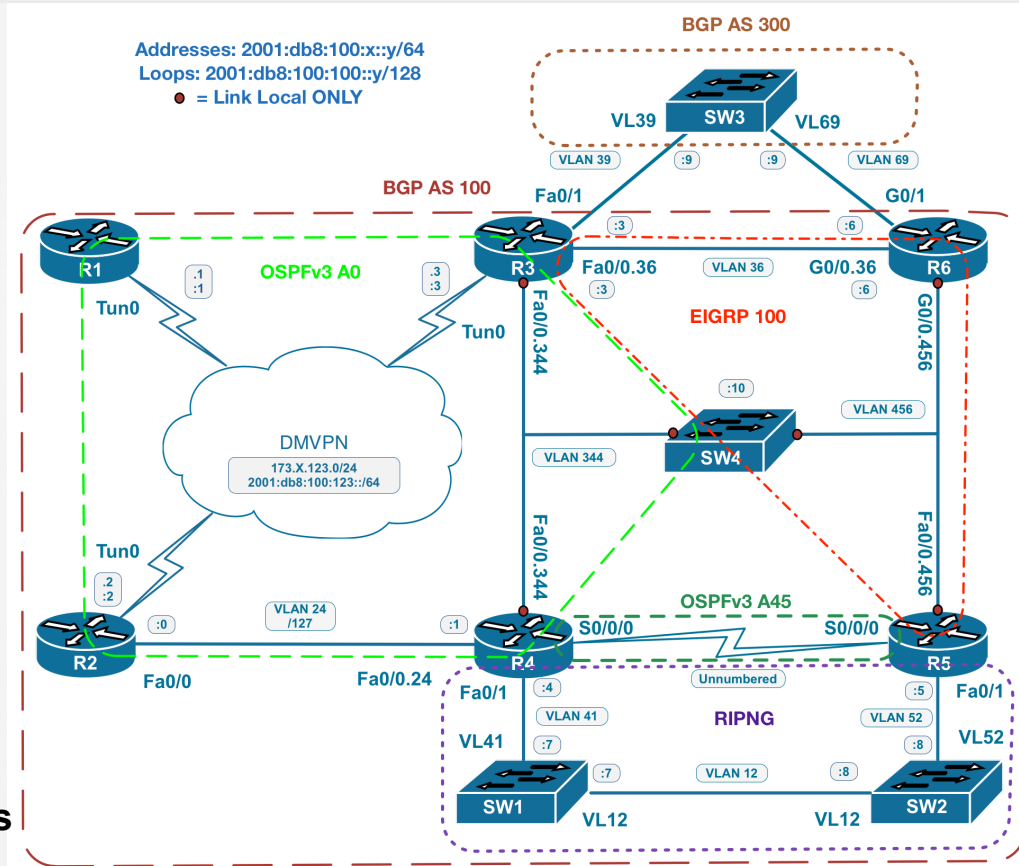 BGP AS 300
Addresses: 2001:db8:100:x::y/64
Loops: 2001:db8:100:100::y/128
= Link Local ONLY
SW3
VL39
VL69
VLAN 39
:9
:9
VLAN 69
BGP AS 100
Fa0/1
G0/1
R1
OSPFv3 A0
.1
:1
.3
:3
R3
:3
:6
Fa0/0.36
VLAN 36
G0/0.36
R6
:3
:6
Tun0
Tun0
Fa0/0.344
EIGRP 100
G0/0.456
:10
SW4
VLAN 456
VLAN 344
DMVPN
173.X.123.0/24
2001:db8:100:123::/64
Tun0
.2
:2
Fa0/0.344
Fa0/0.456
:0
VLAN 24
/127
:1
OSPFv3 A45
S0/0/0
S0/0/0
R2
R4
R5
Fa0/0
Fa0/0.24
Unnumbered
Fa0/1
:4
:5
Fa0/1
VLAN 41
RIPNG
VLAN 52
VL41
:7
:8
VL52
:7
VLAN 12
:8
SW1
SW2
VL12
VL12
s